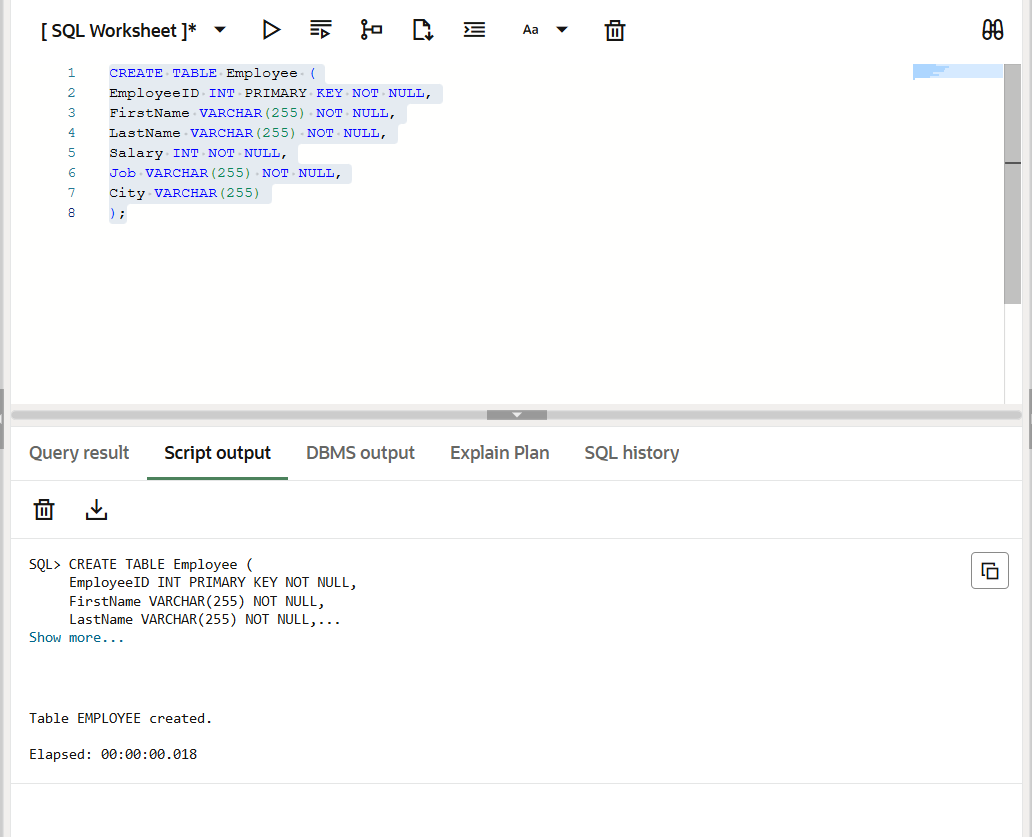 [ SQL Worksheet ]*
Aa
1 CREATE TABLE Employee (
2 EmployeeID INT PRIMARY KEY NOT NULL,
3 FirstName VARCHAR(255) NOT NULL,
4 LastName VARCHAR(255) NOT NULL,
5 Salary INT NOT NULL,
6 Job VARCHAR(255) NOT NULL,
7 City VARCHAR(255)
8 );
Query result Script output DBMS output Explain Plan SQL history
SQL> CREATE TABLE Employee (
EmployeeID INT PRIMARY KEY NOT NULL,
FirstName VARCHAR(255) NOT NULL,
LastName VARCHAR(255) NOT NULL,...
Show more...
Table EMPLOYEE created.
Elapsed: 00:00:00.018